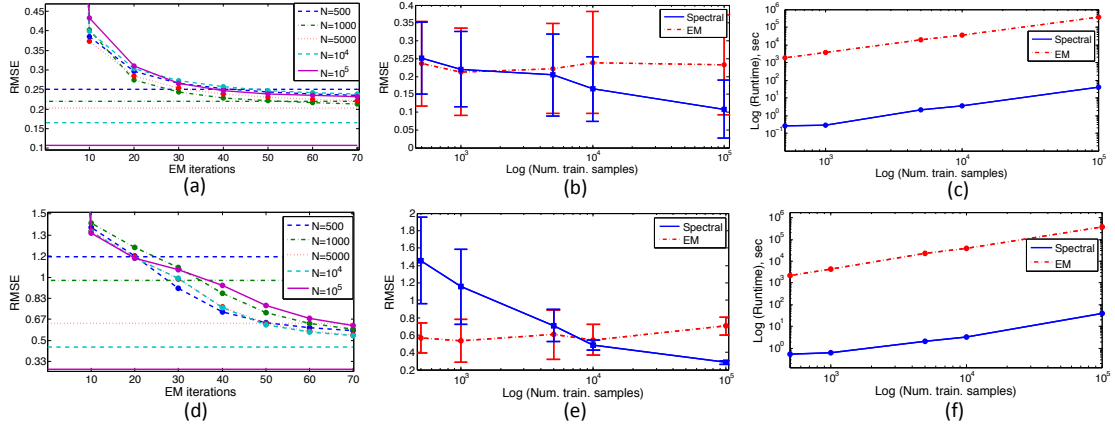 0.45
0.4
0.35
0.3
0.25
0.2
0.15
0.1
RMSE
10 20 30 40 50 60 70
EM iterations
N=500
N=1000
N=5000
N=10^4
N=10^5
(a)
0.4
0.35
0.3
0.25
0.2
0.15
0.1
0.05
0
RMSE
10^3 10^4 10^5
Log (Num. train. samples)
Spectral
EM
(b)
10^6
10^5
10^4
10^3
10^2
10^1
10^0
10^-1
Log (Runtime), sec
10^3 10^4 10^5
Log (Num. train. samples)
Spectral
EM
(c)
1.5
1.3
1.2
1
0.83
0.67
0.5
0.33
RMSE
10 20 30 40 50 60 70
EM iterations
N=500
N=1000
N=5000
N=10^4
N=10^5
(d)
2
1.8
1.6
1.4
1.2
1
0.8
0.6
0.4
0.2
RMSE
10^3 10^4 10^5
Log (Num. train. samples)
Spectral
EM
(e)
10^6
10^5
10^4
10^3
10^2
10^1
10^0
Log (Runtime), sec
10^3 10^4 10^5
Log (Num. train. samples)
Spectral
EM
(f)